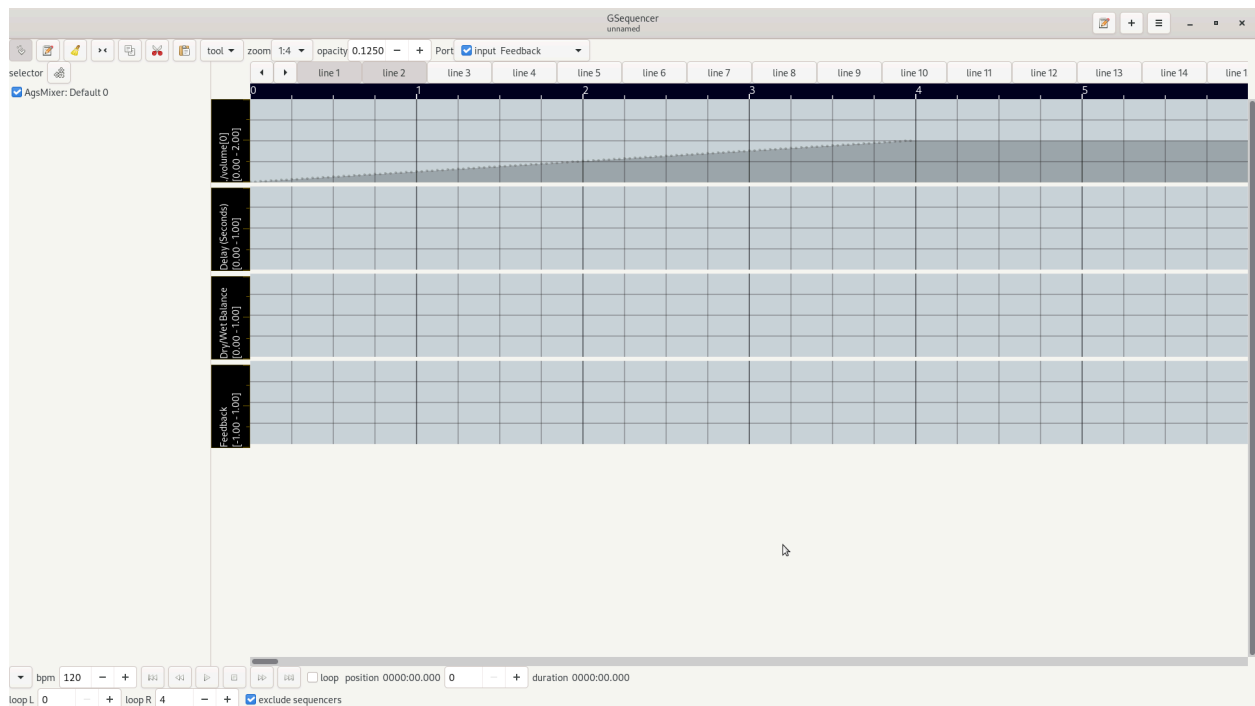 GSequencer
unnamed
tool zoom 1:4 opacity 0.1250 − + Port input Feedback
selector line 1 line 2 line 3 line 4 line 5 line 6 line 7 line 8 line 9 line 10 line 11 line 12 line 13 line 14 line 1
AgsMixer: Default 0
0 1 2 3 4 5
./volume[0]
[0.00 - 2.00]
Delay (Seconds)
[0.00 - 1.00]
Dry/Wet Balance
[0.00 - 1.00]
Feedback
[-1.00 - 1.00]
bpm 120 − + loop position 0000:00.000 0 − + duration 0000:00.000
loop L 0 − + loop R 4 − + exclude sequencers